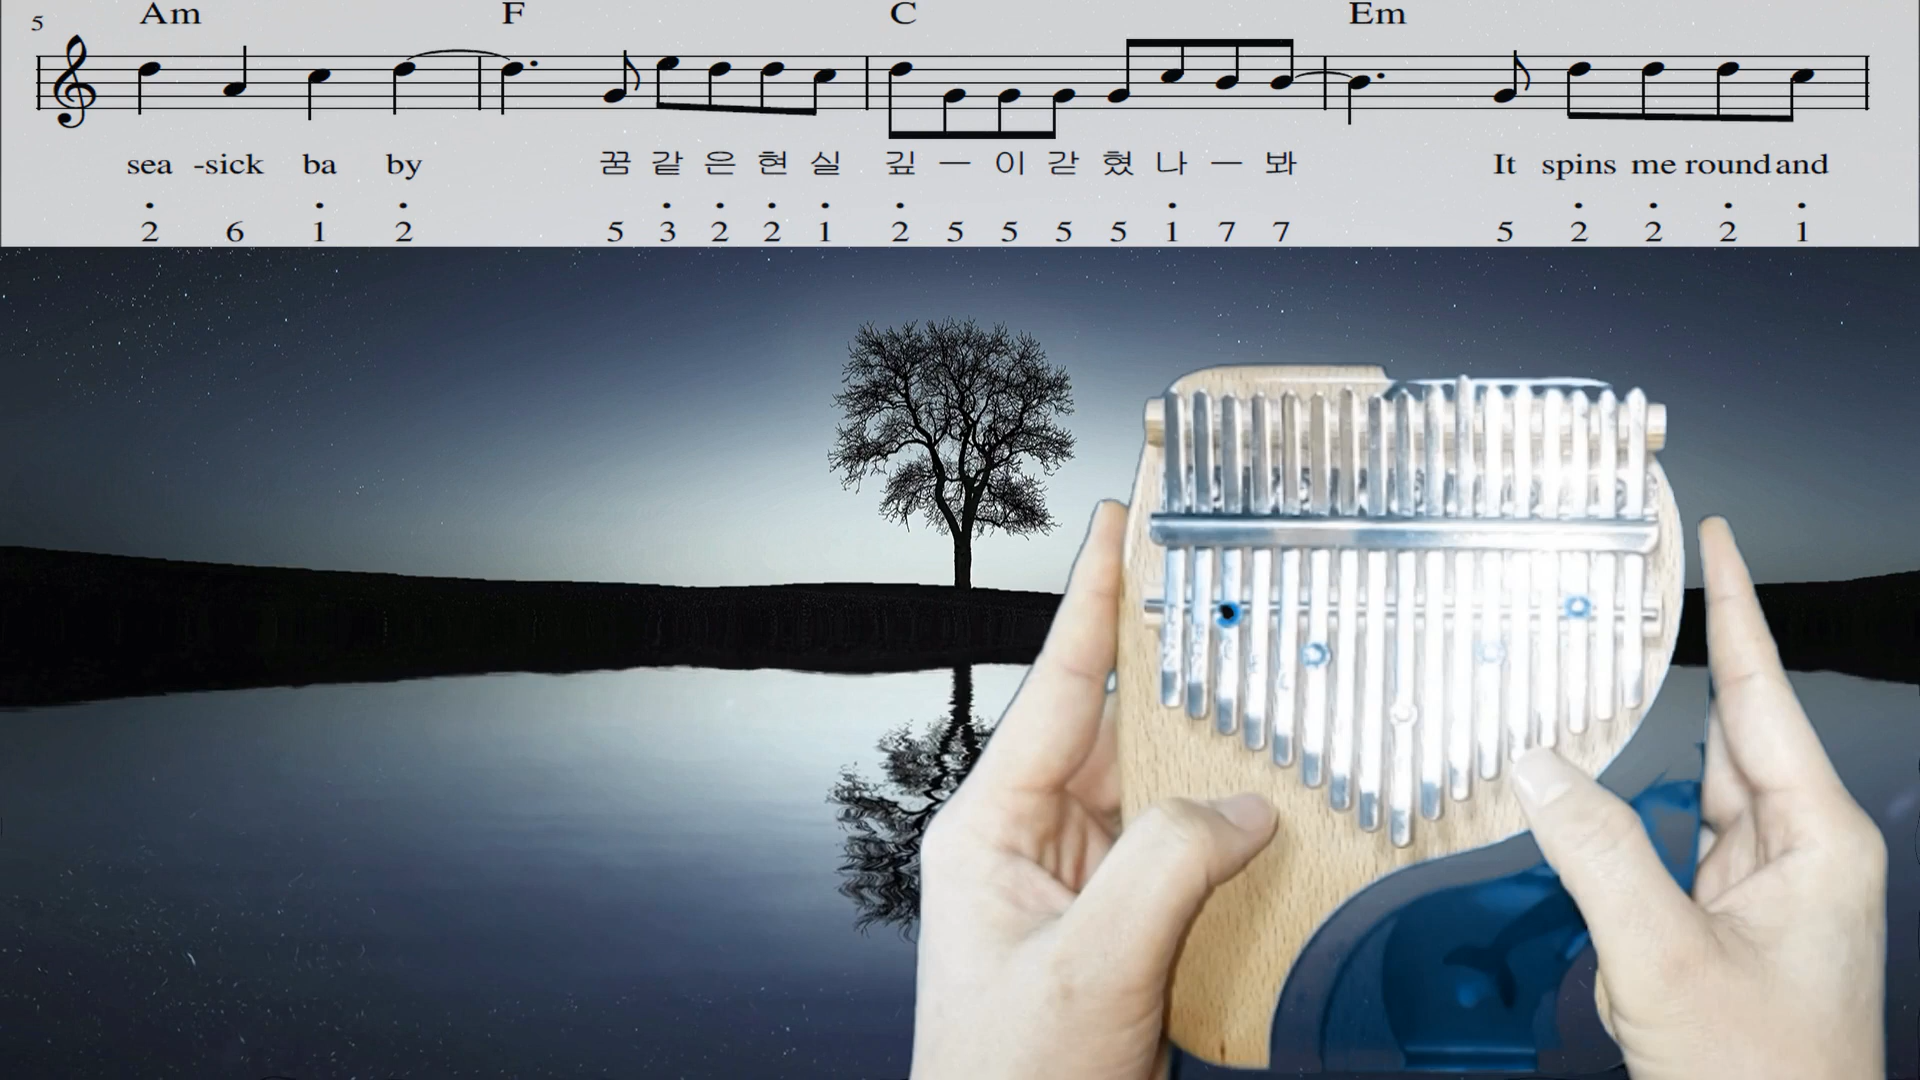 5 Am F C Em
sea -sick ba by 꿈 같 은 현 실 깊 ㅡ 이 갇 혔 나 ㅡ 봐 It spins me round and
2 6 1 2 5 3 2 2 1 2 5 5 5 5 1 7 7 5 2 2 2 1